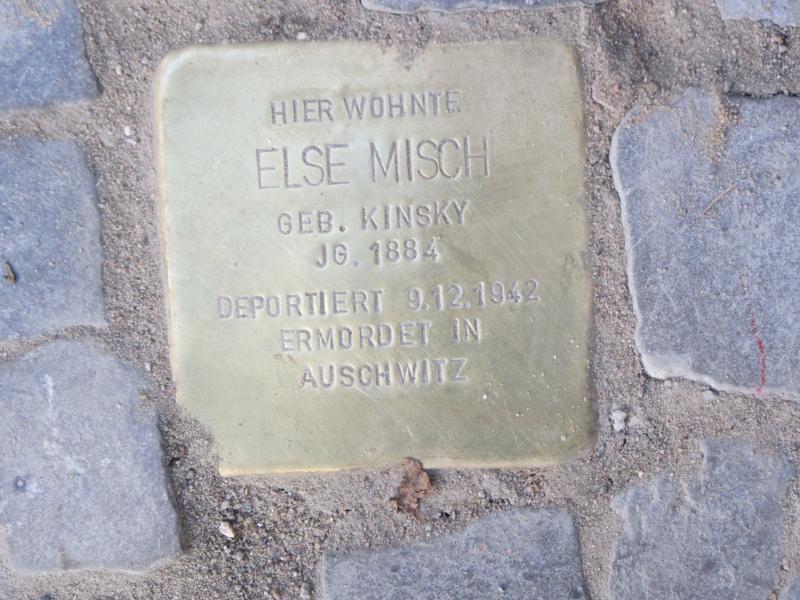 HIER WOHNTE
ELSE MISCH
GEB. KINSKY
JG. 1884
DEPORTIERT 9.12.1942
ERMORDET IN
AUSCHWITZ